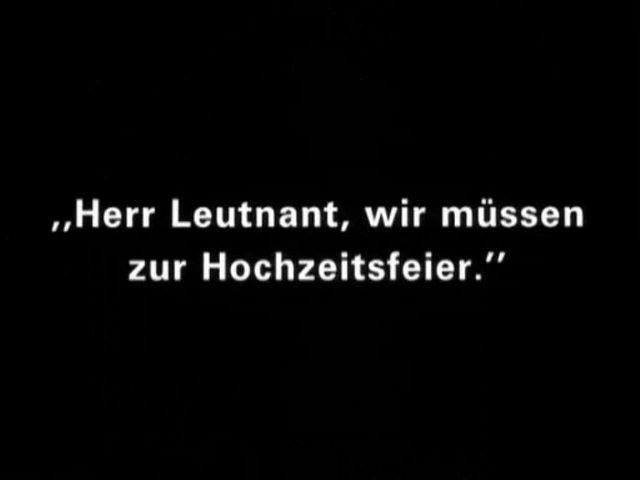 ,,Herr Leutnant, wir müssen
zur Hochzeitsfeier.”